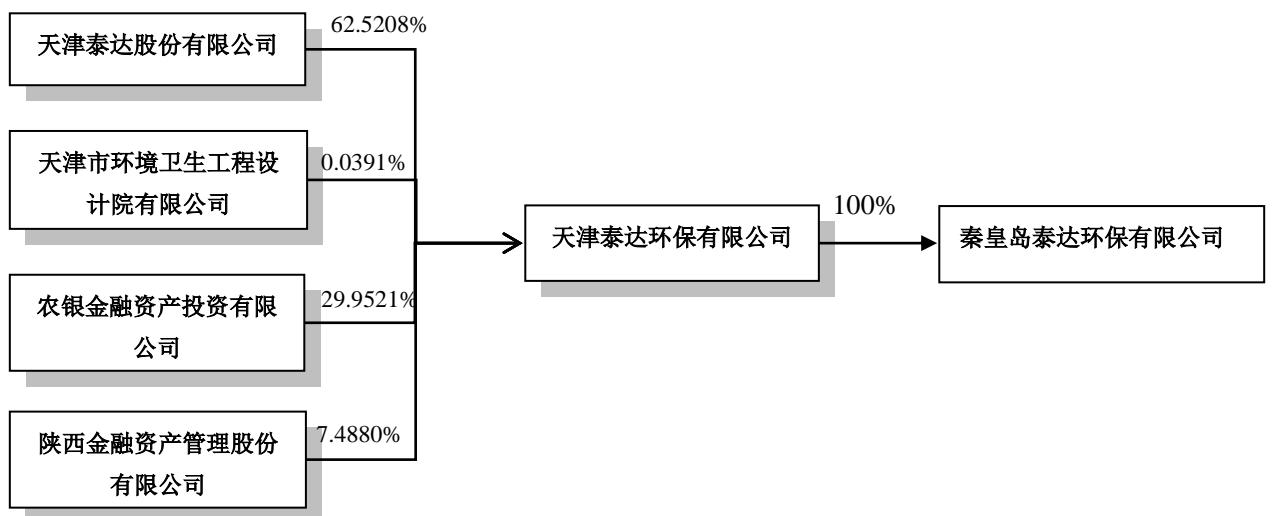 天津泰达股份有限公司
62.5208%
天津市环境卫生工程设
计院有限公司
0.0391%
农银金融资产投资有限
公司
29.9521%
陕西金融资产管理股份
有限公司
7.4880%
天津泰达环保有限公司
100%
秦皇岛泰达环保有限公司